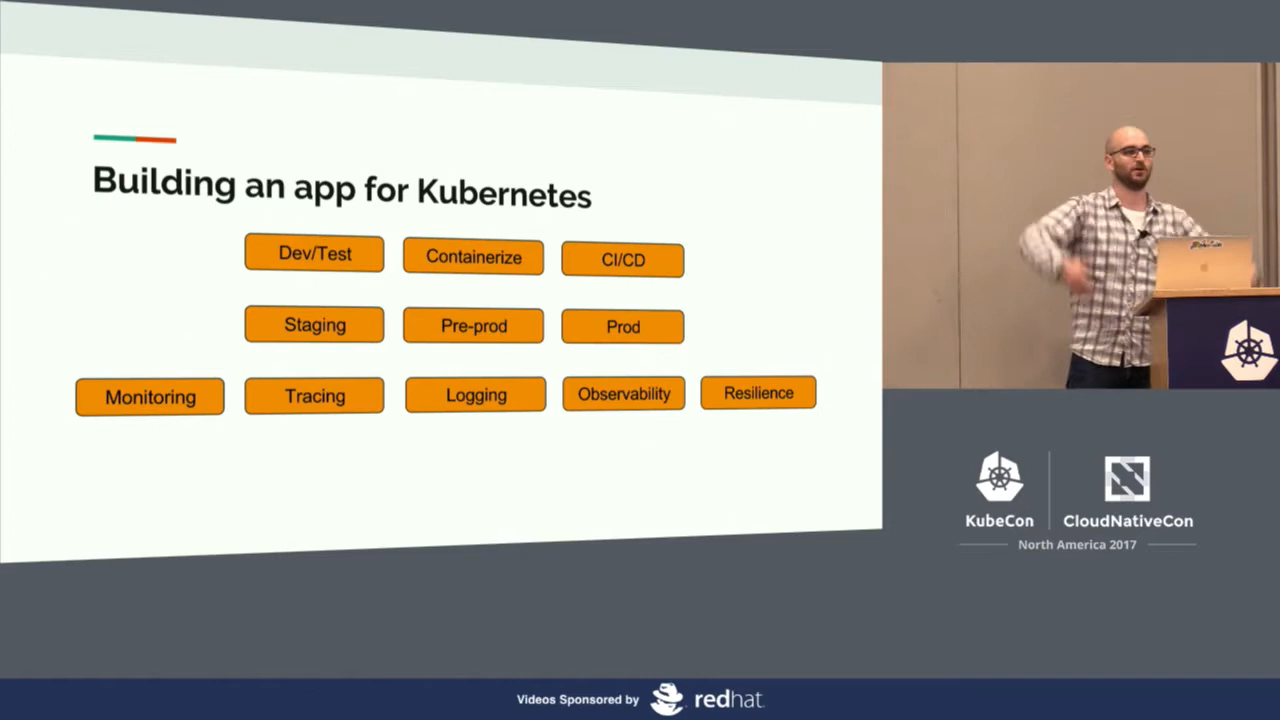 Building an app for Kubernetes
Dev/Test
Containerize
CI/CD
Staging
Pre-prod
Prod
Monitoring
Tracing
Logging
Observability
Resilience
KubeCon
CloudNativeCon
North America 2017
Videos Sponsored by
redhat